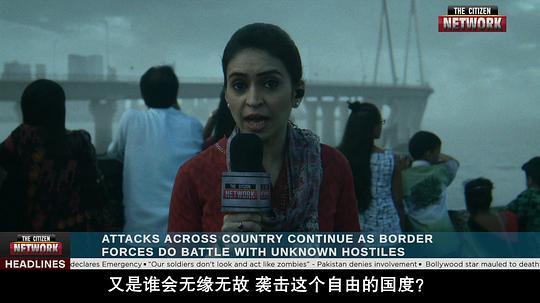 THE CITIZEN
NETWORK
THE CITIZEN
NETWORK
THE CITIZEN
NETWORK
ATTACKS ACROSS COUNTRY CONTINUE AS BORDER
FORCES DO BATTLE WITH UNKNOWN HOSTILES
HEADLINES declares Emergency • "Our soldiers don't look and act like zombies" - Pakistan denies involvement • Bollywood star mauled to death
又是谁会无缘无故 袭击这个自由的国度?